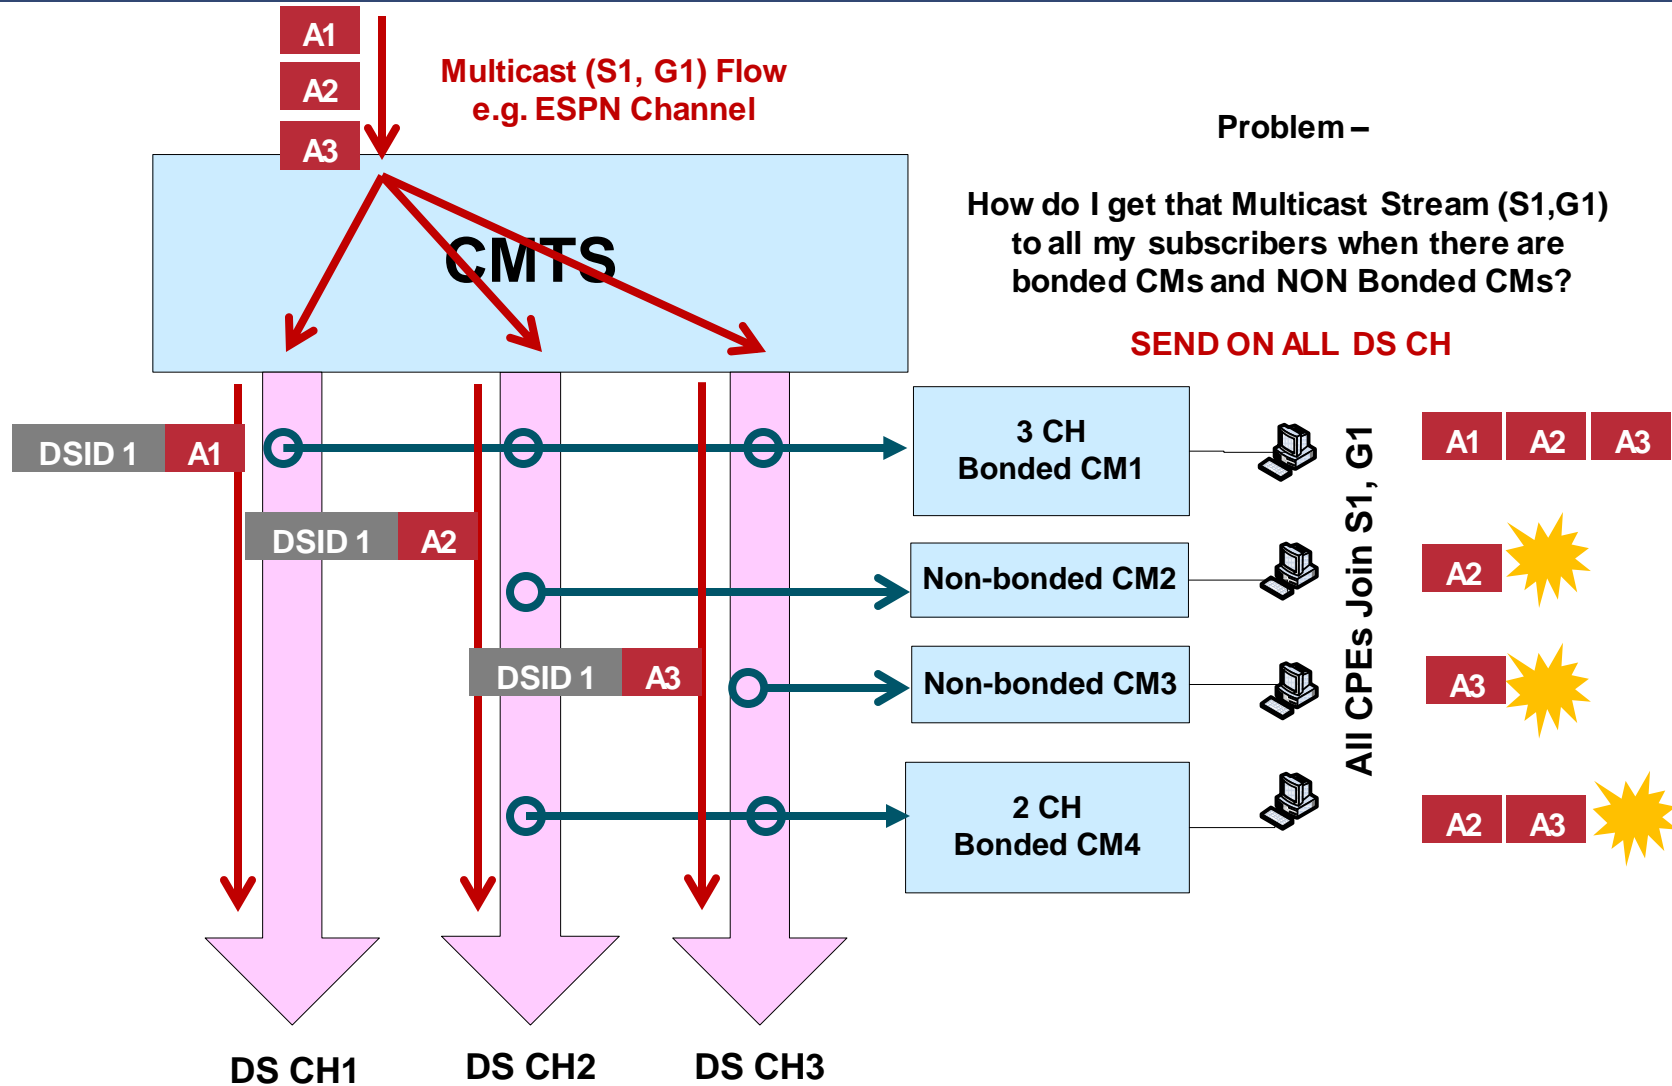 A1
A2
A3
Multicast (S1, G1) Flow
e.g. ESPN Channel
CMTS
Problem –
How do I get that Multicast Stream (S1,G1)
to all my subscribers when there are
bonded CMs and NON Bonded CMs?
SEND ON ALL DS CH
DSID 1 A1
DSID 1 A2
DSID 1 A3
3 CH
Bonded CM1
Non-bonded CM2
Non-bonded CM3
2 CH
Bonded CM4
All CPEs Join S1, G1
A1 A2 A3
A2
A3
A2 A3
DS CH1
DS CH2
DS CH3